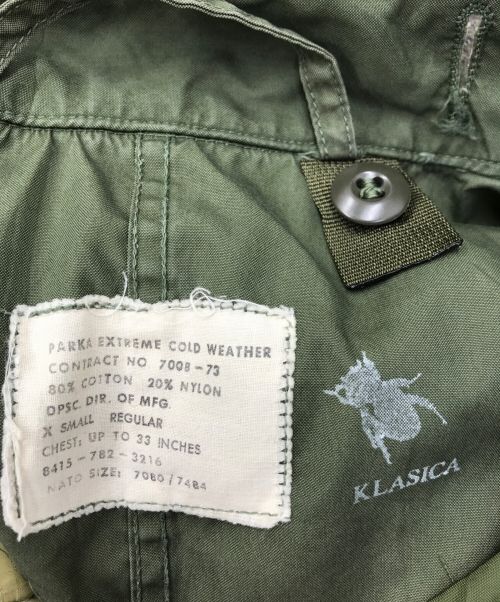 PARKA EXTREME COLD WEATHER
CONTRACT NO 7008-73
80% COTTON 20% NYLON
DPSC. DIR. OF MFG.
X SMALL REGULAR
CHEST: UP TO 33 INCHES
8415-782-3216
NATO SIZE: 7080/7484
KLASICA